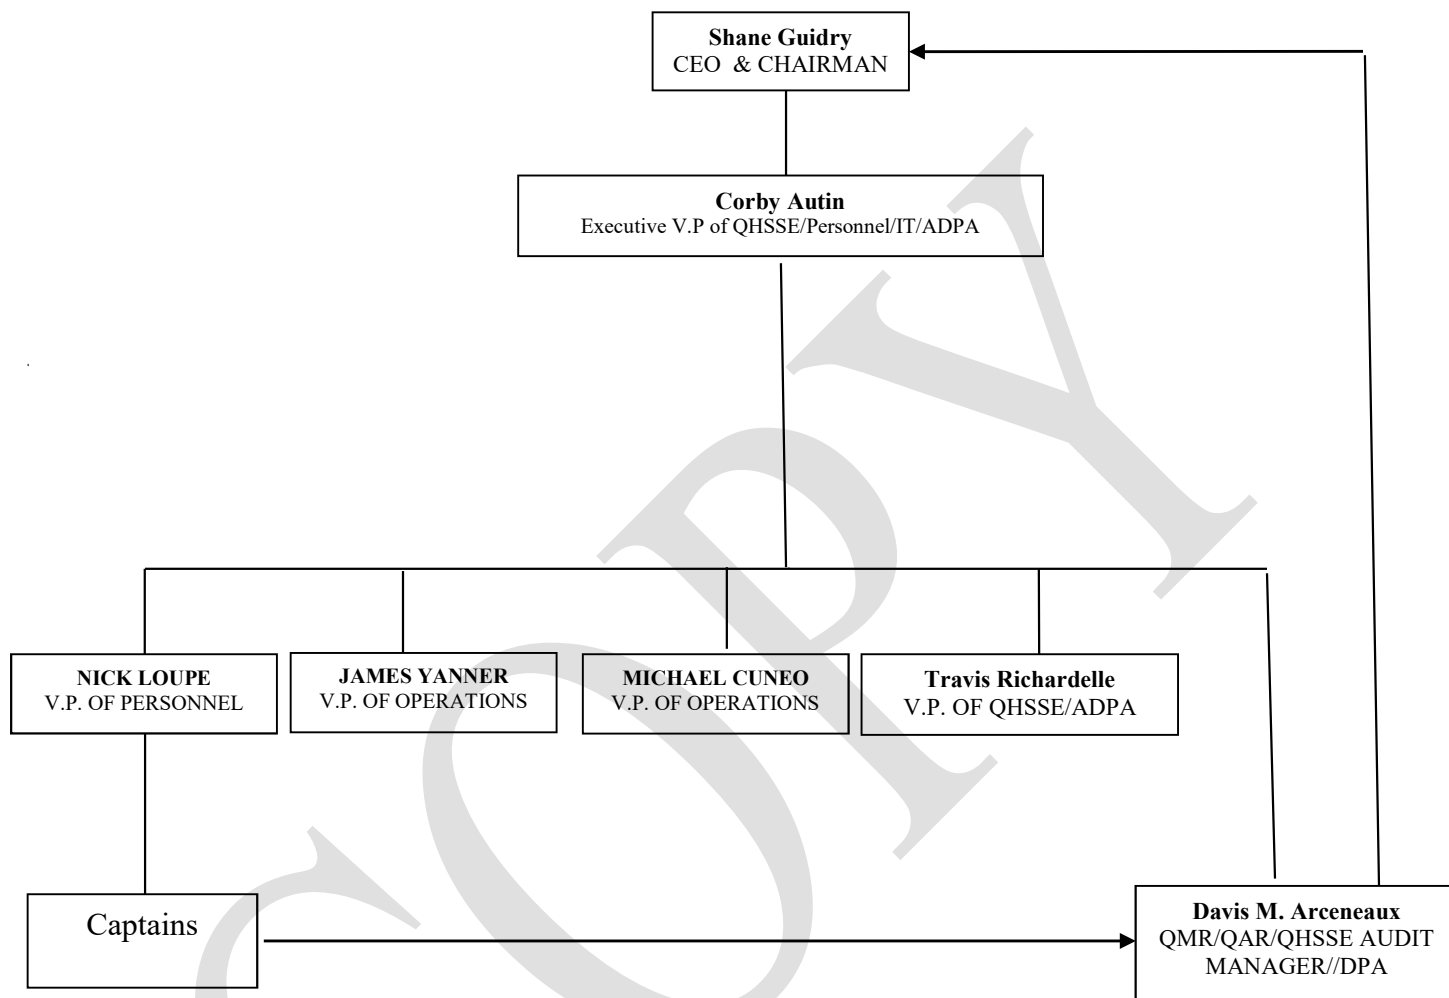 Shane Guidry
CEO & CHAIRMAN
Corby Autin
Executive V.P of QHSSE/Personnel/IT/ADPA
NICK LOUPE
V.P. OF PERSONNEL
JAMES YANNER
V.P. OF OPERATIONS
MICHAEL CUNEO
V.P. OF OPERATIONS
Travis Richardelle
V.P. OF QHSSE/ADPA
Captains
Davis M. Arceneaux
QMR/QAR/QHSSE AUDIT
MANAGER//DPA
COPY